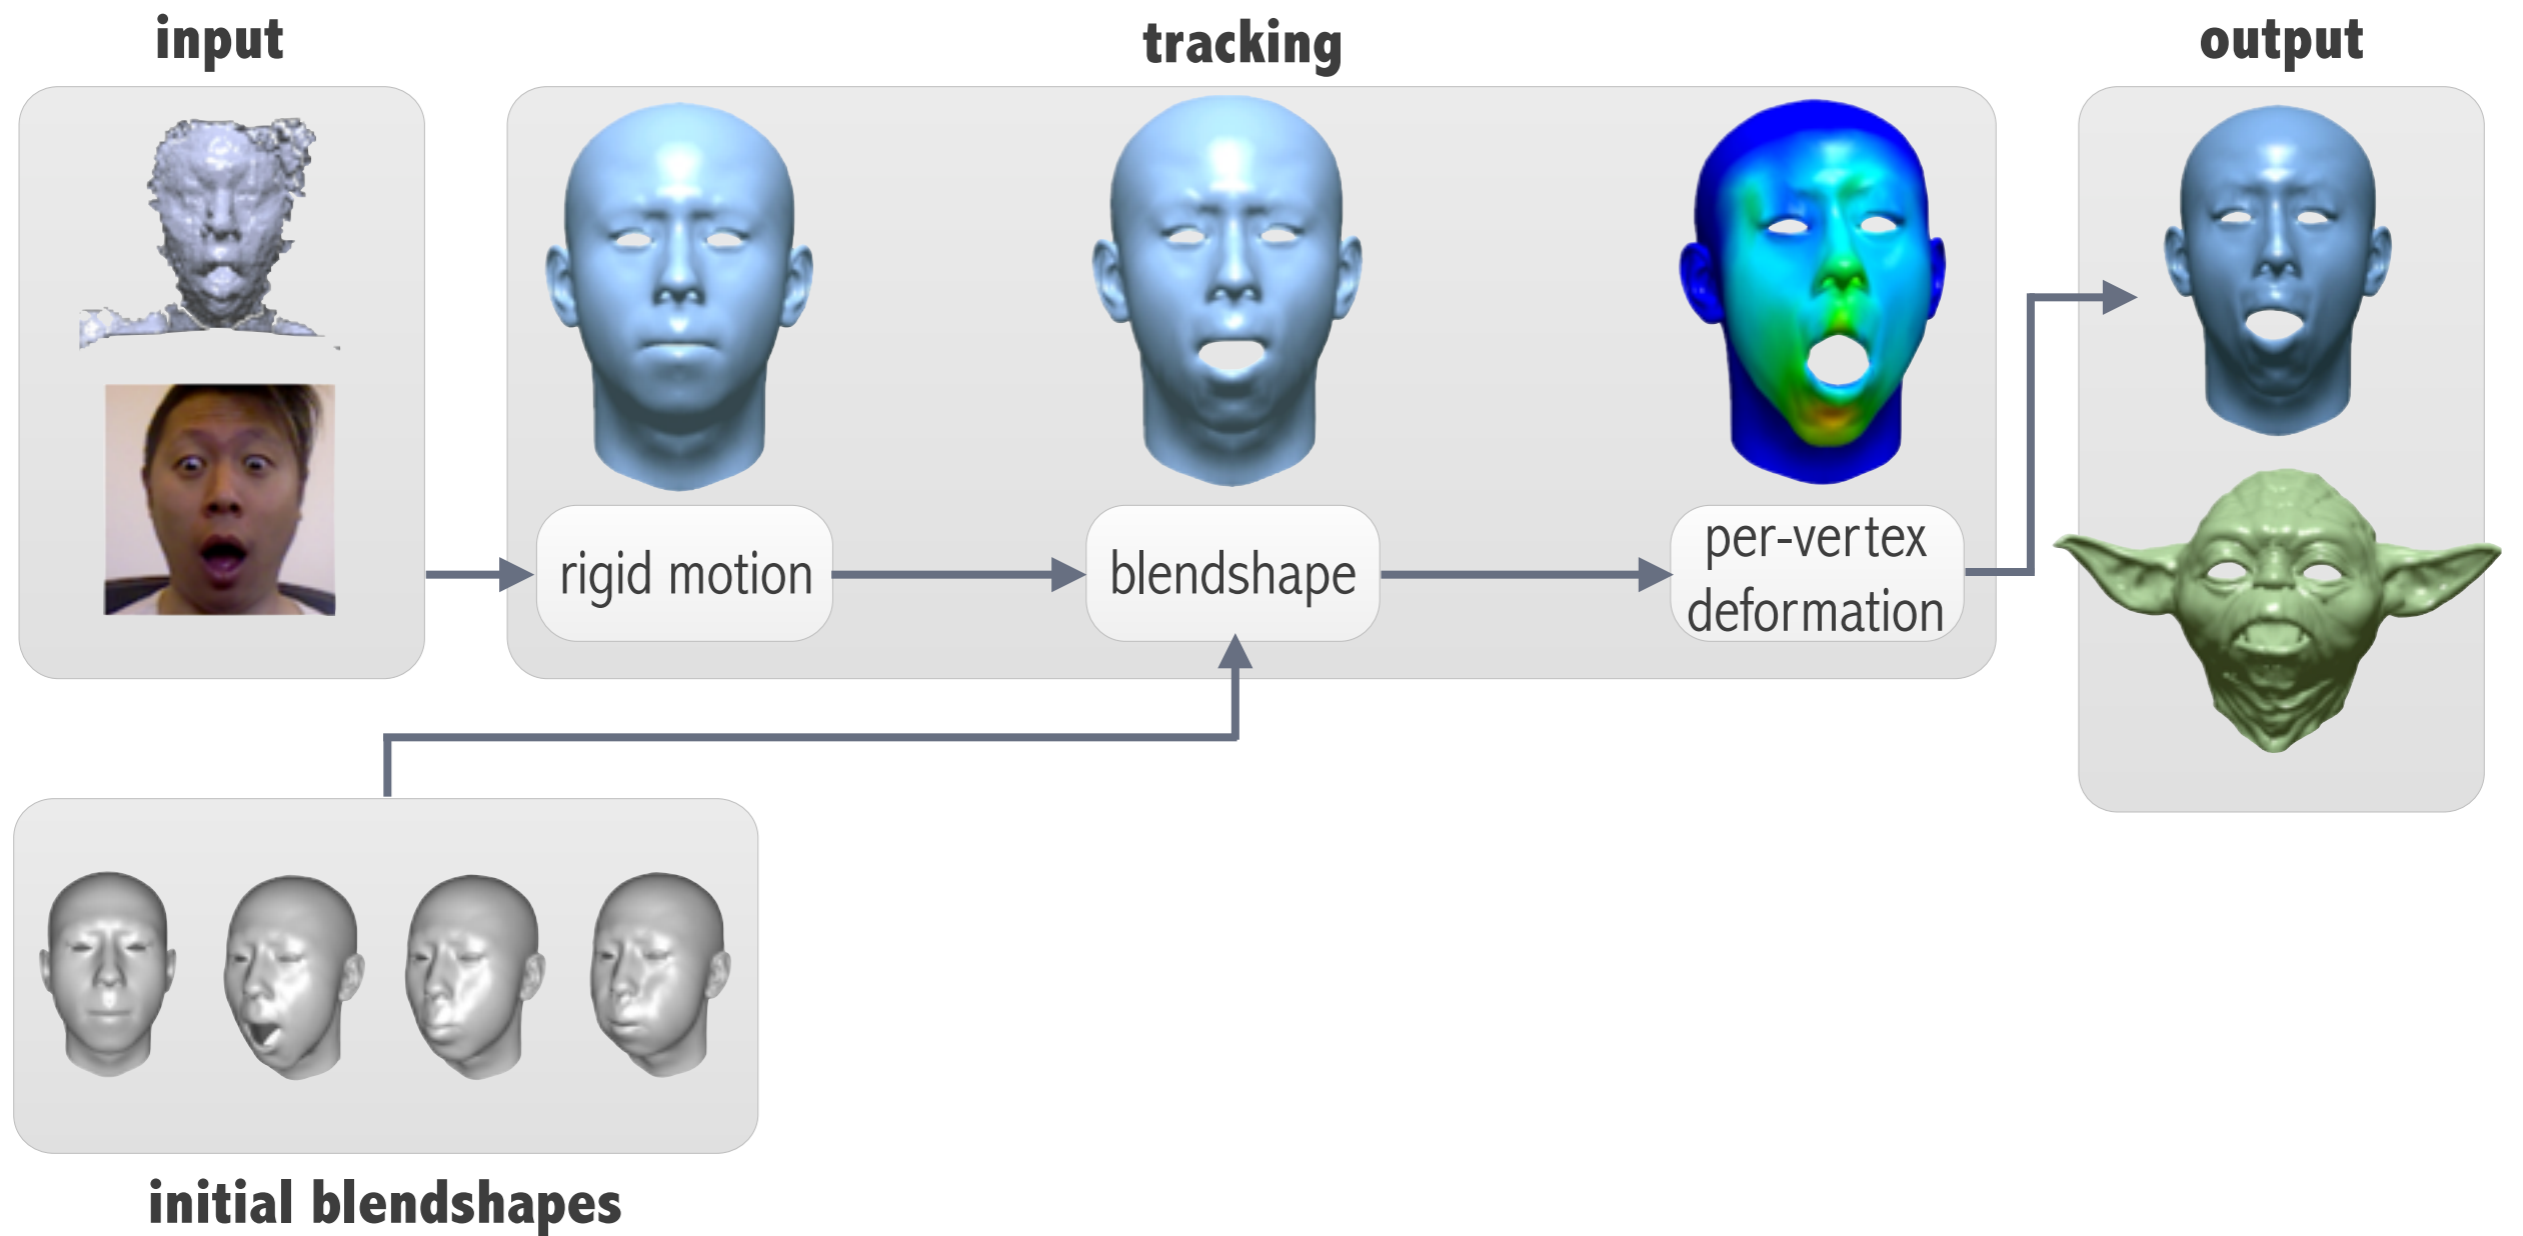 input
tracking
output
rigid motion
blendshape
per-vertex
deformation
initial blendshapes